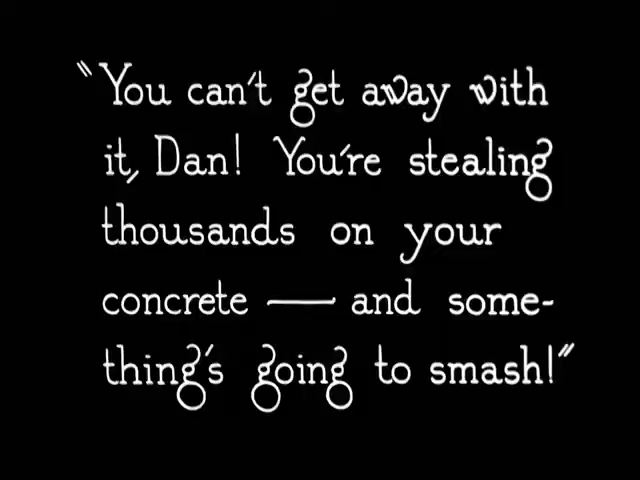 "You can't get away with
it, Dan! You're stealing
thousands on your
concrete — and some-
thing's going to smash!"